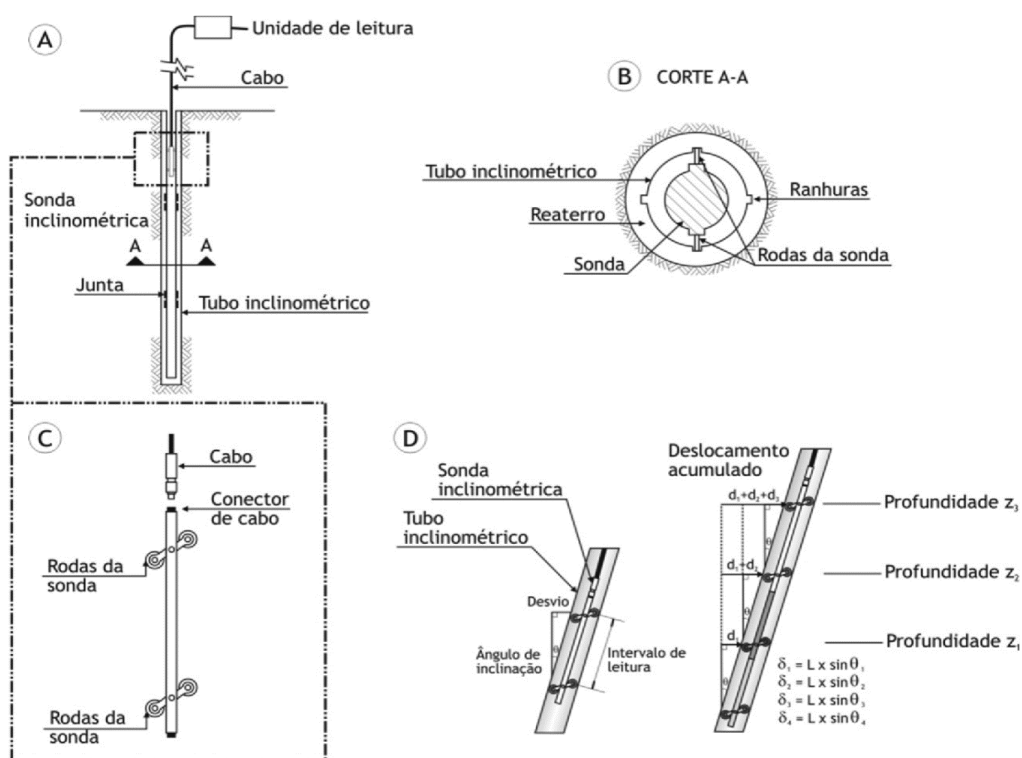 A
Unidade de leitura
Cabo
Sonda
inclinométrica
A
A
Junta
Tubo inclinométrico
B
CORTE A-A
Tubo inclinométrico
Reaterro
Sonda
Ranhuras
Rodas da sonda
C
Cabo
Conector
de cabo
Rodas da
sonda
Rodas da
sonda
D
Sonda
inclinométrica
Tubo
inclinométrico
Desvio
θ
Ângulo de
inclinação
Intervalo de
leitura
Deslocamento
acumulado
d₁+d₂+d₃
Profundidade z₃
θ
d₁+d₂
Profundidade z₂
θ
d₁
Profundidade z₁
θ
δ₁ = L x sinθ₁
δ₂ = L x sinθ₂
δ₃ = L x sinθ₃
δ₄ = L x sinθ₄